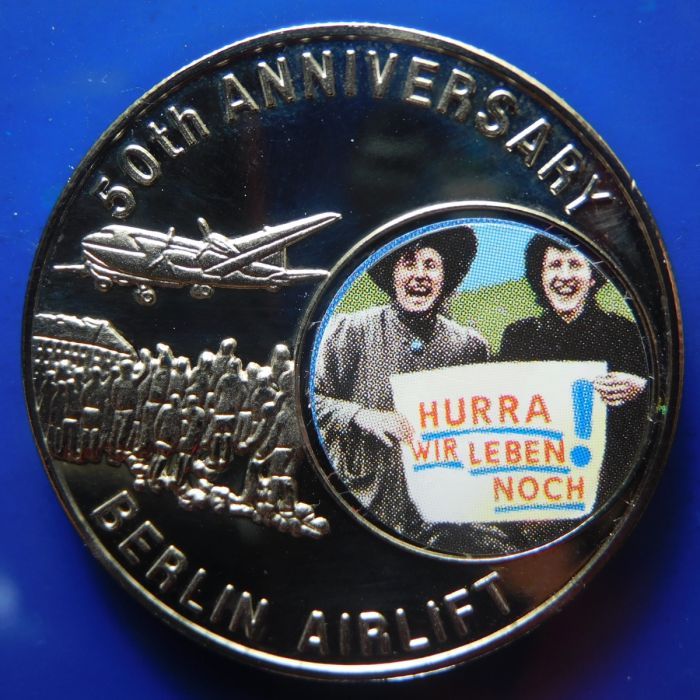 50th ANNIVERSARY
HURRA!
WIR LEBEN
NOCH
BERLIN AIRLIFT